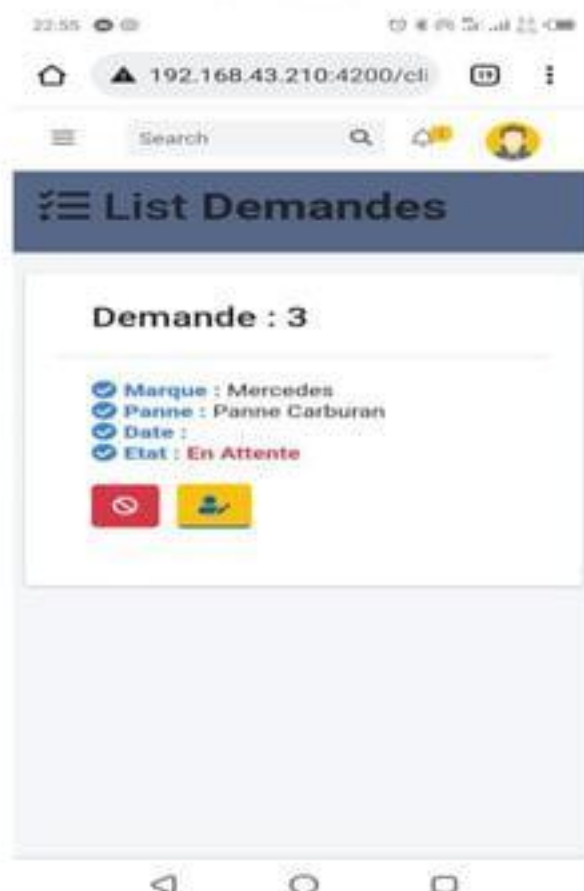 22:55
192.168.43.210:4200/cli
19
Search
List Demandes
Demande : 3
Marque : Mercedes
Panne : Panne Carburan
Date :
Etat : En Attente